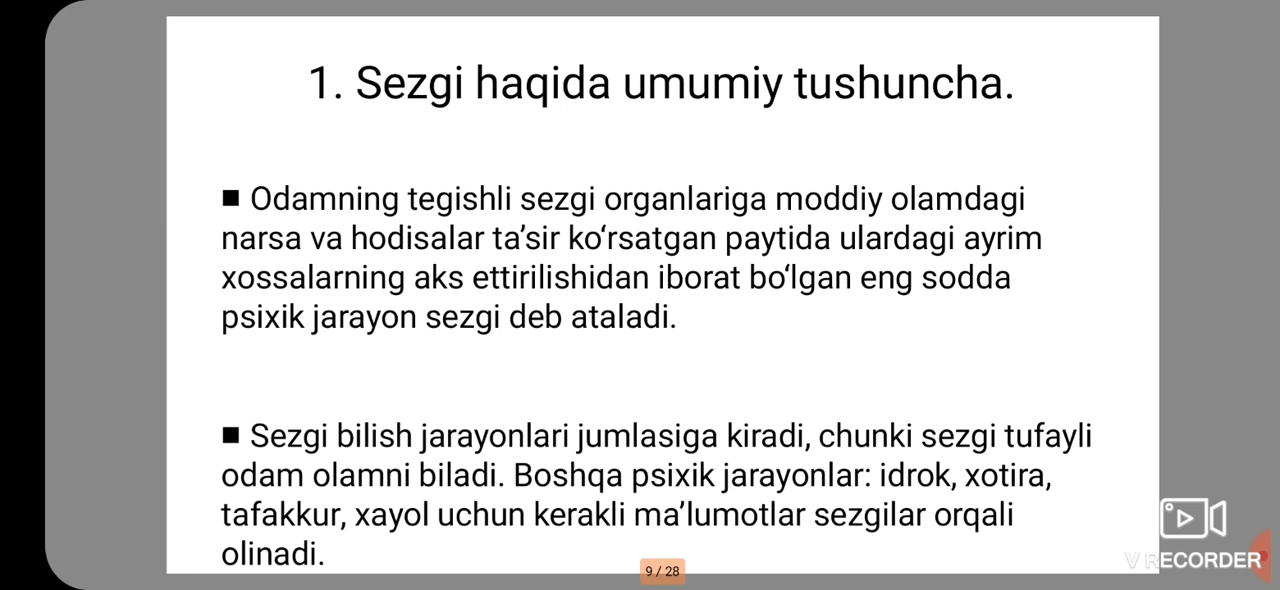 1. Sezgi haqida umumiy tushuncha.
■ Odamning tegishli sezgi organlariga moddiy olamdagi
narsa va hodisalar ta’sir ko‘rsatgan paytida ulardagi ayrim
xossalarning aks ettirilishidan iborat bo‘lgan eng sodda
psixik jarayon sezgi deb ataladi.
■ Sezgi bilish jarayonlari jumlasiga kiradi, chunki sezgi tufayli
odam olamni biladi. Boshqa psixik jarayonlar: idrok, xotira,
tafakkur, xayol uchun kerakli ma’lumotlar sezgilar orqali
olinadi.
9 / 28
V RECORDER